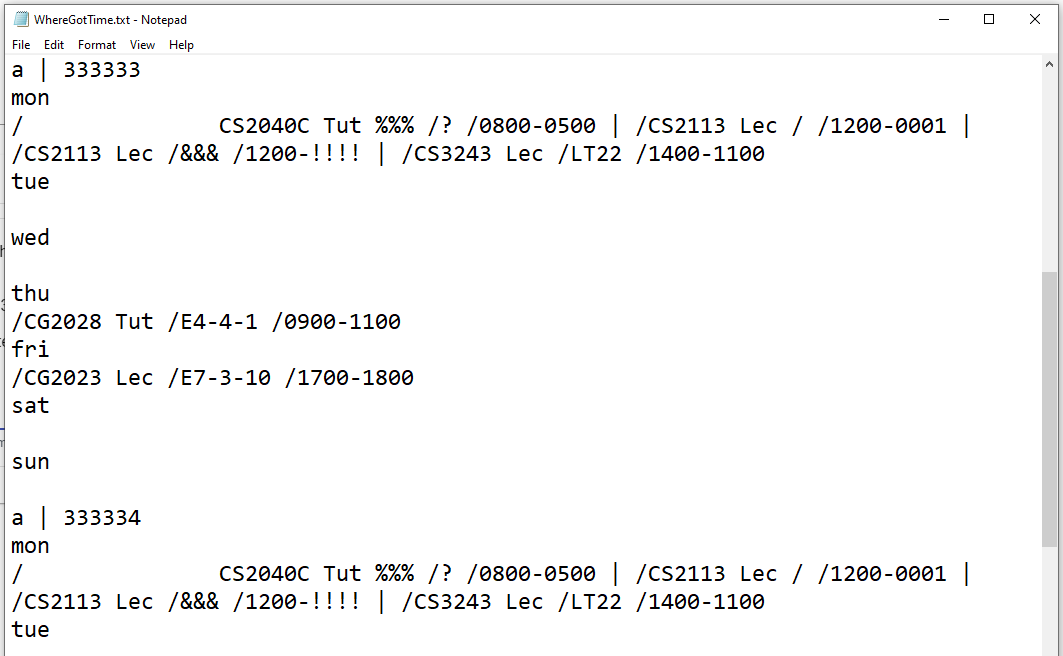 WhereGotTime.txt - Notepad
File Edit Format View Help
a | 333333
mon
/               CS2040C Tut %%% /? /0800-0500 | /CS2113 Lec / /1200-0001 |
/CS2113 Lec /&&& /1200-!!!! | /CS3243 Lec /LT22 /1400-1100
tue
wed
thu
/CG2028 Tut /E4-4-1 /0900-1100
fri
/CG2023 Lec /E7-3-10 /1700-1800
sat
sun
a | 333334
mon
/               CS2040C Tut %%% /? /0800-0500 | /CS2113 Lec / /1200-0001 |
/CS2113 Lec /&&& /1200-!!!! | /CS3243 Lec /LT22 /1400-1100
tue